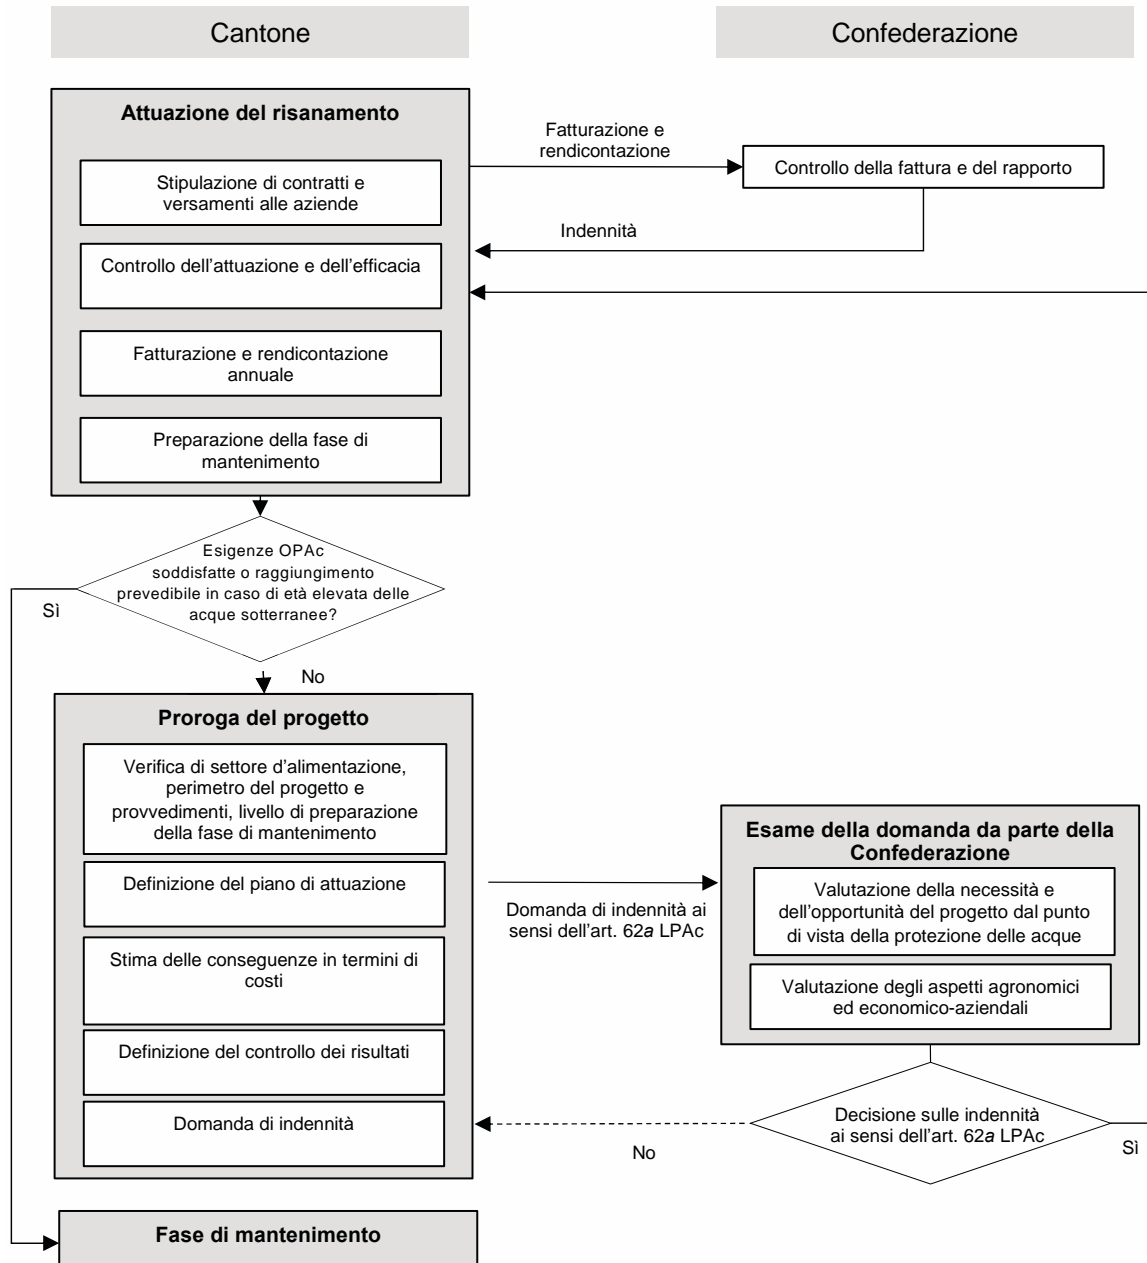 Cantone
Confederazione
Attuazione del risanamento
Stipulazione di contratti e
versamenti alle aziende
Controllo dell'attuazione e dell'efficacia
Fatturazione e rendicontazione
annuale
Preparazione della fase di
mantenimento
Fatturazione e
rendicontazione
Controllo della fattura e del rapporto
Indennità
Esigenze OPAc
soddisfatte o raggiungimento
prevedibile in caso di età elevata delle
acque sotterranee?
Sì
No
Proroga del progetto
Verifica di settore d'alimentazione,
perimetro del progetto e
provvedimenti, livello di preparazione
della fase di mantenimento
Definizione del piano di attuazione
Stima delle conseguenze in termini di
costi
Definizione del controllo dei risultati
Domanda di indennità
Domanda di indennità ai
sensi dell'art. 62a LPAc
Esame della domanda da parte della
Confederazione
Valutazione della necessità e
dell'opportunità del progetto dal punto
di vista della protezione delle acque
Valutazione degli aspetti agronomici
ed economico-aziendali
Decisione sulle indennità
ai sensi dell'art. 62a LPAc
No
Sì
Fase di mantenimento